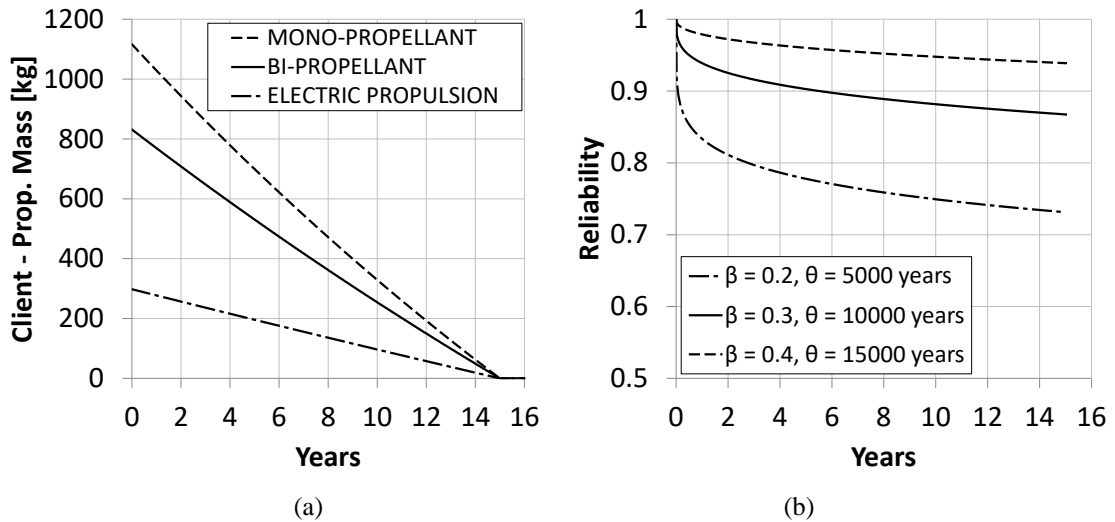 1200
1000
800
600
400
200
0
Client - Prop. Mass [kg]
MONO-PROPELLANT
BI-PROPELLANT
ELECTRIC PROPULSION
0 2 4 6 8 10 12 14 16
Years
(a)
1
0.9
0.8
0.7
0.6
0.5
Reliability
β = 0.2, θ = 5000 years
β = 0.3, θ = 10000 years
β = 0.4, θ = 15000 years
0 2 4 6 8 10 12 14 16
Years
(b)